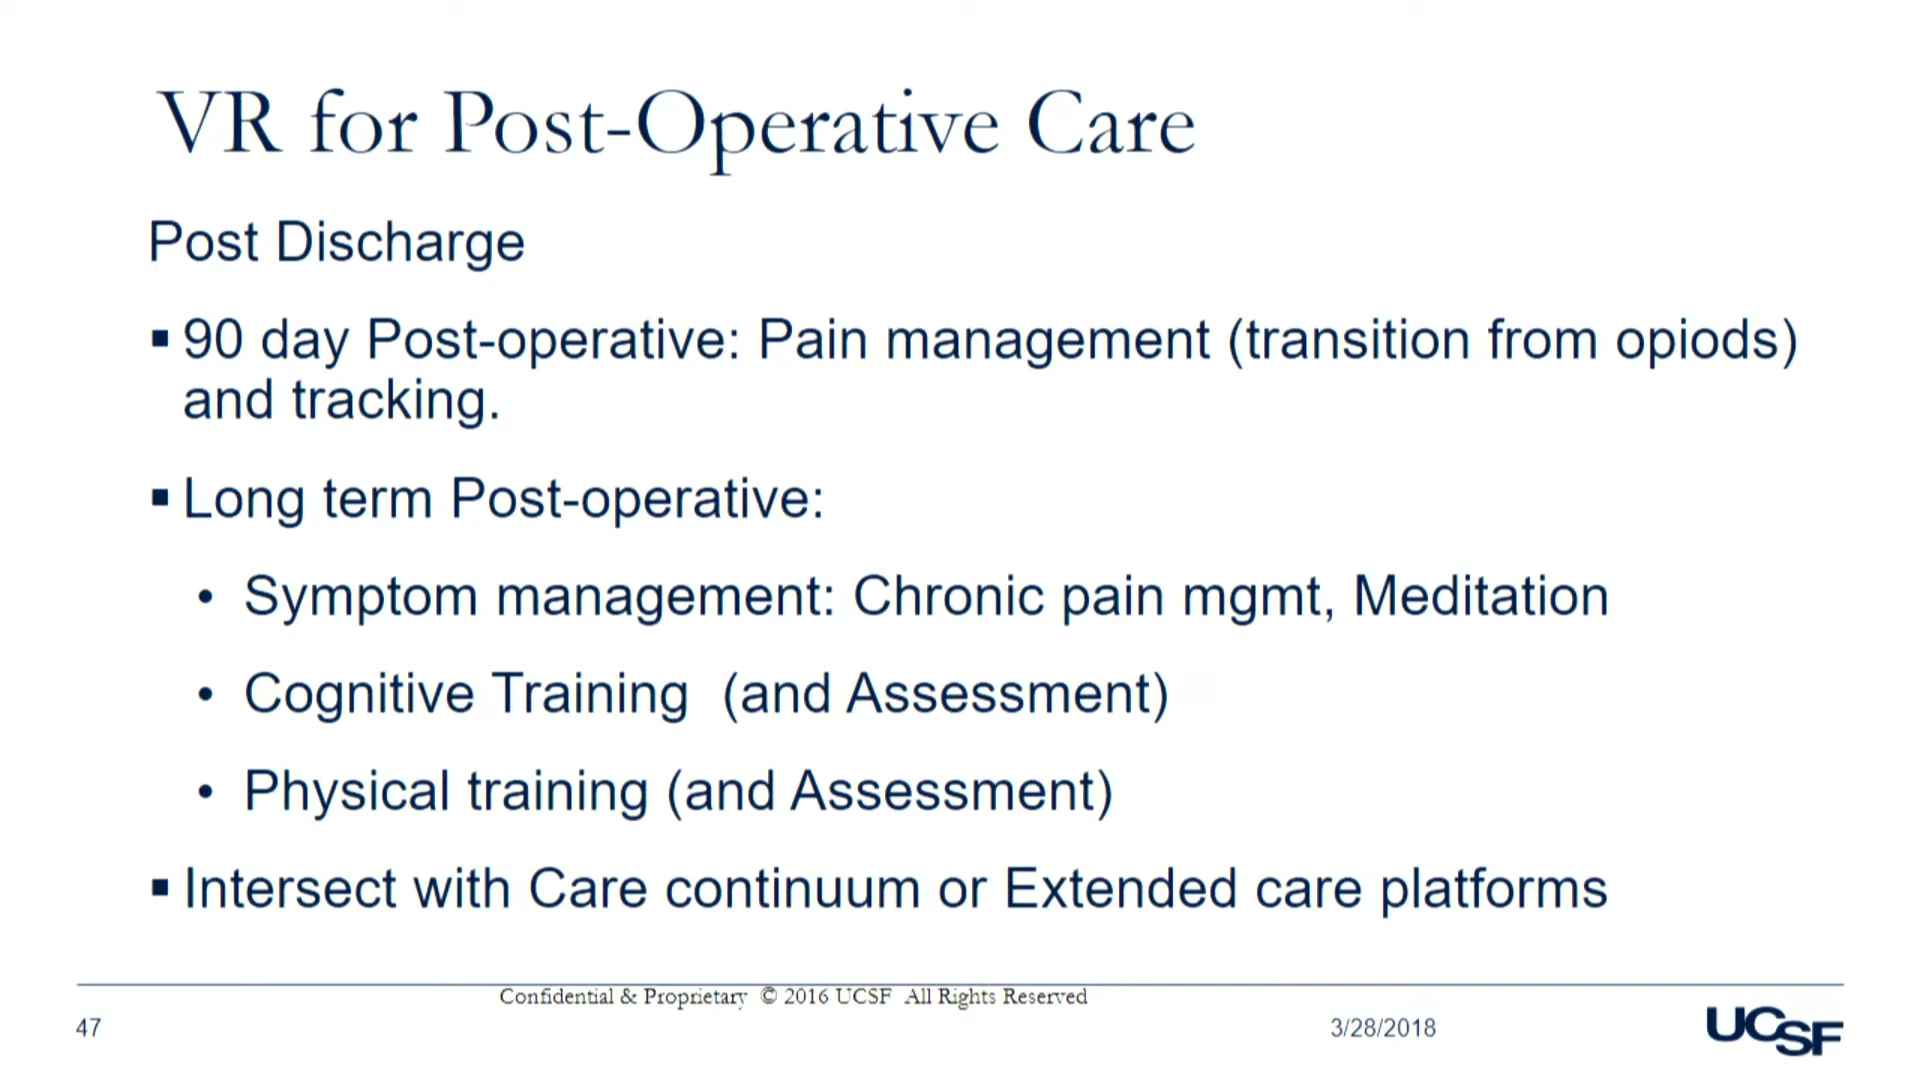 VR for Post-Operative Care
Post Discharge
▪ 90 day Post-operative: Pain management (transition from opiods)
and tracking.
▪ Long term Post-operative:
• Symptom management: Chronic pain mgmt, Meditation
• Cognitive Training (and Assessment)
• Physical training (and Assessment)
▪ Intersect with Care continuum or Extended care platforms
Confidential & Proprietary © 2016 UCSF All Rights Reserved
47
3/28/2018
UCSF